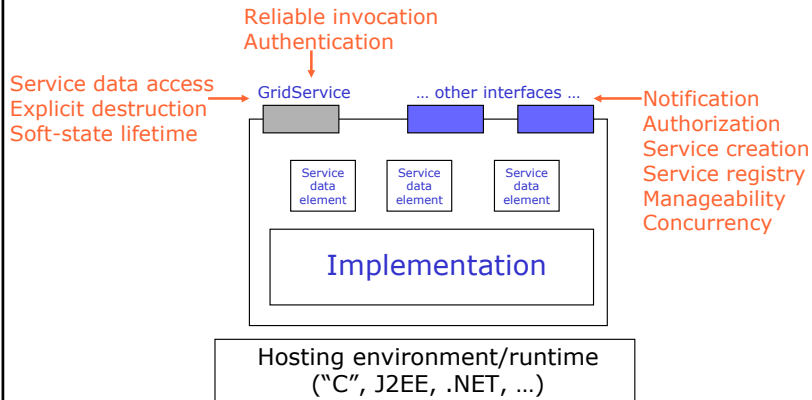 Reliable invocation
Authentication
Service data access
Explicit destruction
Soft-state lifetime
GridService
… other interfaces …
Notification
Authorization
Service creation
Service registry
Manageability
Concurrency
Service
data
element
Service
data
element
Service
data
element
Implementation
Hosting environment/runtime
(“C”, J2EE, .NET, …)